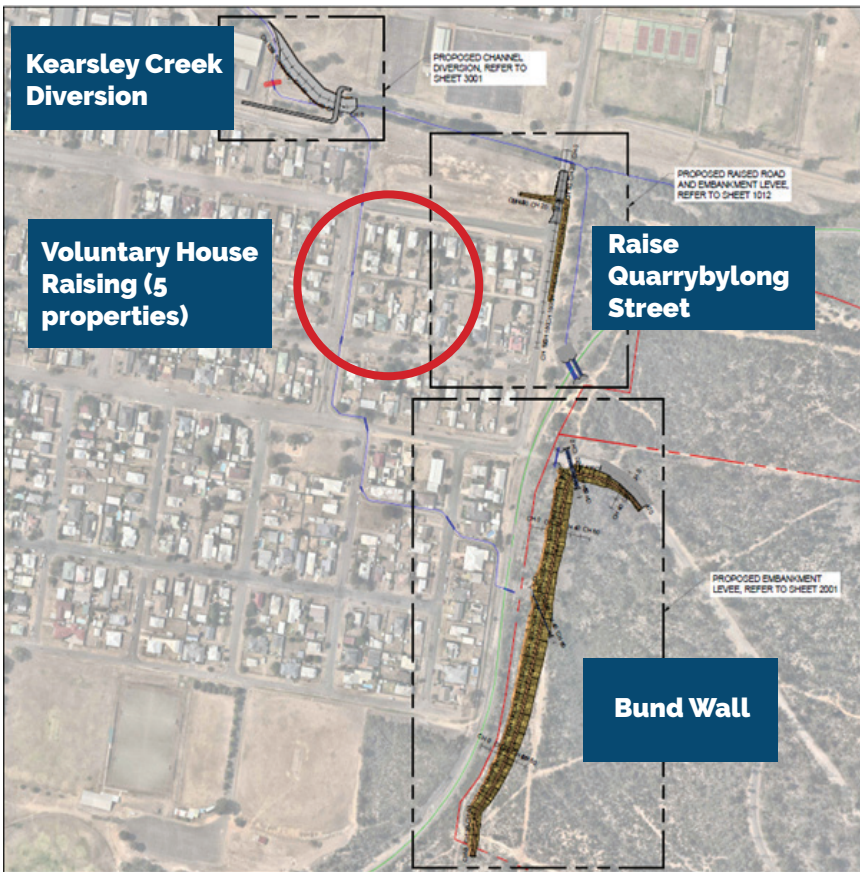 Kearsley Creek
Diversion
PROPOSED CHANNEL
DIVERSION, REFER TO
SHEET 3001
PROPOSED RAISED ROAD
AND EMBANKMENT LEVEE,
REFER TO SHEET 1012
Voluntary House
Raising (5
properties)
Raise
Quarrybylong
Street
PROPOSED EMBANKMENT
LEVEE, REFER TO SHEET 2001
Bund Wall